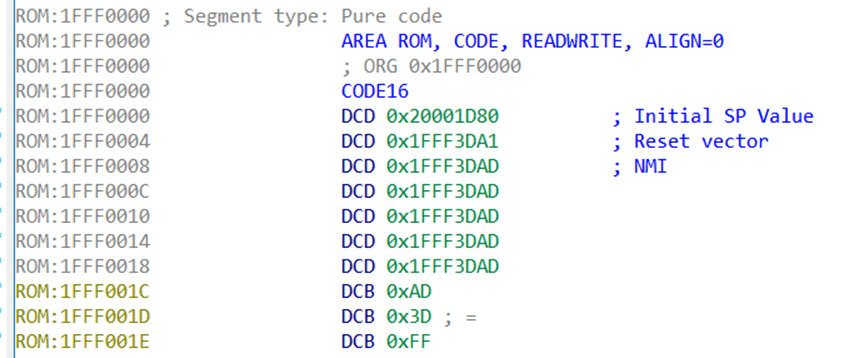 ROM:1FFF0000 ; Segment type: Pure code
ROM:1FFF0000 AREA ROM, CODE, READWRITE, ALIGN=0
ROM:1FFF0000 ; ORG 0x1FFF0000
ROM:1FFF0000 CODE16
ROM:1FFF0000 DCD 0x20001D80 ; Initial SP Value
ROM:1FFF0004 DCD 0x1FFF3DA1 ; Reset vector
ROM:1FFF0008 DCD 0x1FFF3DAD ; NMI
ROM:1FFF000C DCD 0x1FFF3DAD
ROM:1FFF0010 DCD 0x1FFF3DAD
ROM:1FFF0014 DCD 0x1FFF3DAD
ROM:1FFF0018 DCD 0x1FFF3DAD
ROM:1FFF001C DCB 0xAD
ROM:1FFF001D DCB 0x3D ; =
ROM:1FFF001E DCB 0xFF